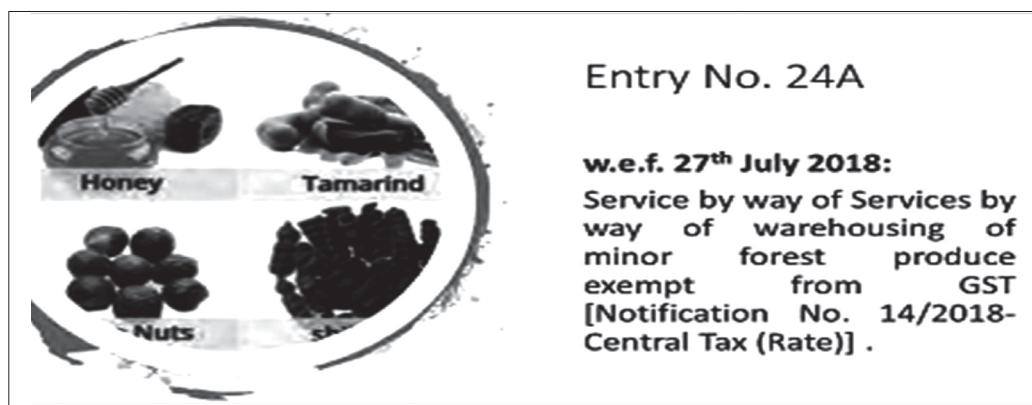 Entry No. 24A
Honey
Tamarind
Nuts
w.e.f. 27th July 2018:
Service by way of Services by
way of warehousing of
minor forest produce
exempt from GST
[Notification No. 14/2018-
Central Tax (Rate)] .